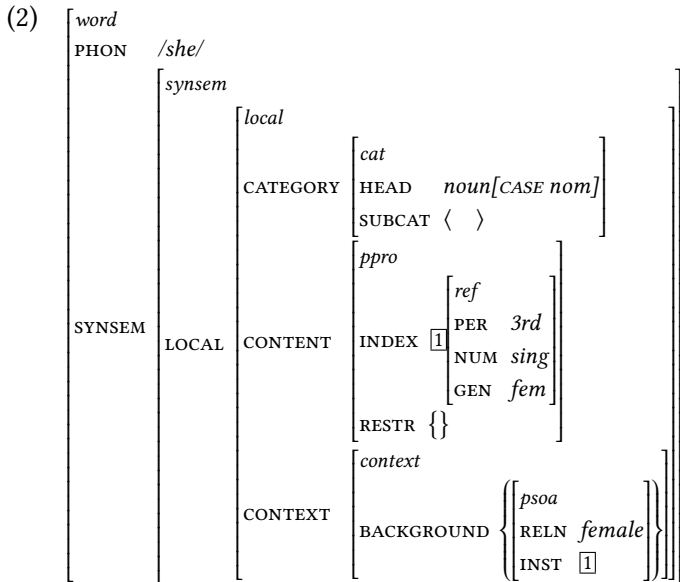 (2) word
PHON /she/
synsem
local
cat
CATEGORY HEAD noun[CASE nom]
SUBCAT ⟨ ⟩
ppro
ref
PER 3rd
SYNSEM LOCAL CONTENT INDEX 1 NUM sing
GEN fem
RESTR {}
context
psoa
CONTEXT BACKGROUND { RELN female }
INST 1